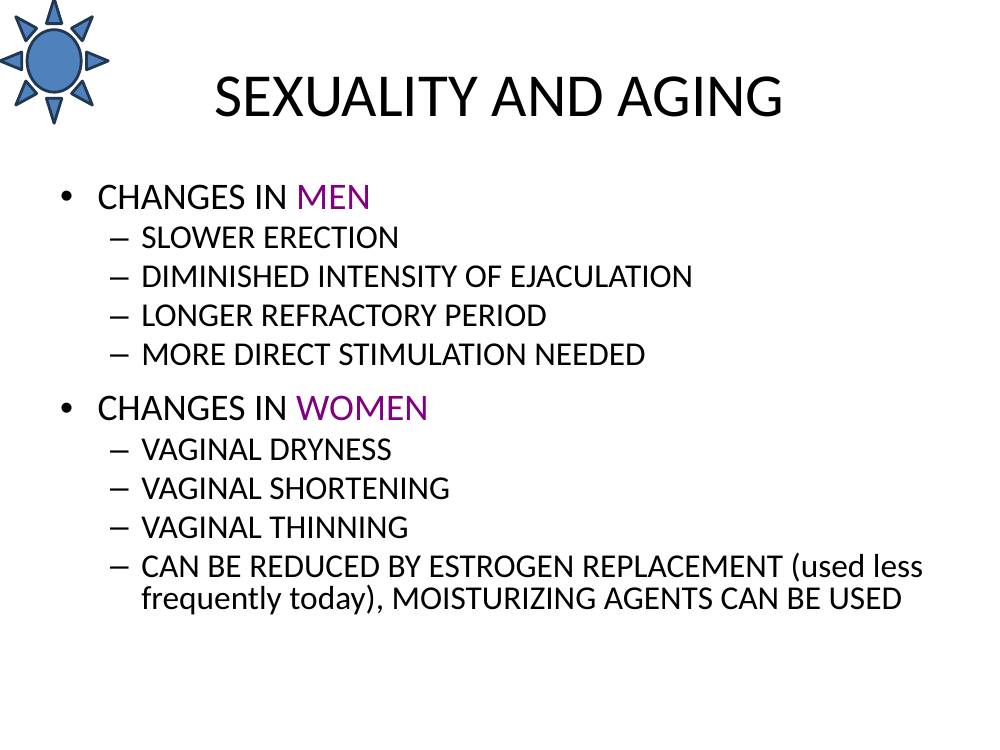 SEXUALITY AND AGING
• CHANGES IN MEN
– SLOWER ERECTION
– DIMINISHED INTENSITY OF EJACULATION
– LONGER REFRACTORY PERIOD
– MORE DIRECT STIMULATION NEEDED
• CHANGES IN WOMEN
– VAGINAL DRYNESS
– VAGINAL SHORTENING
– VAGINAL THINNING
– CAN BE REDUCED BY ESTROGEN REPLACEMENT (used less
frequently today), MOISTURIZING AGENTS CAN BE USED